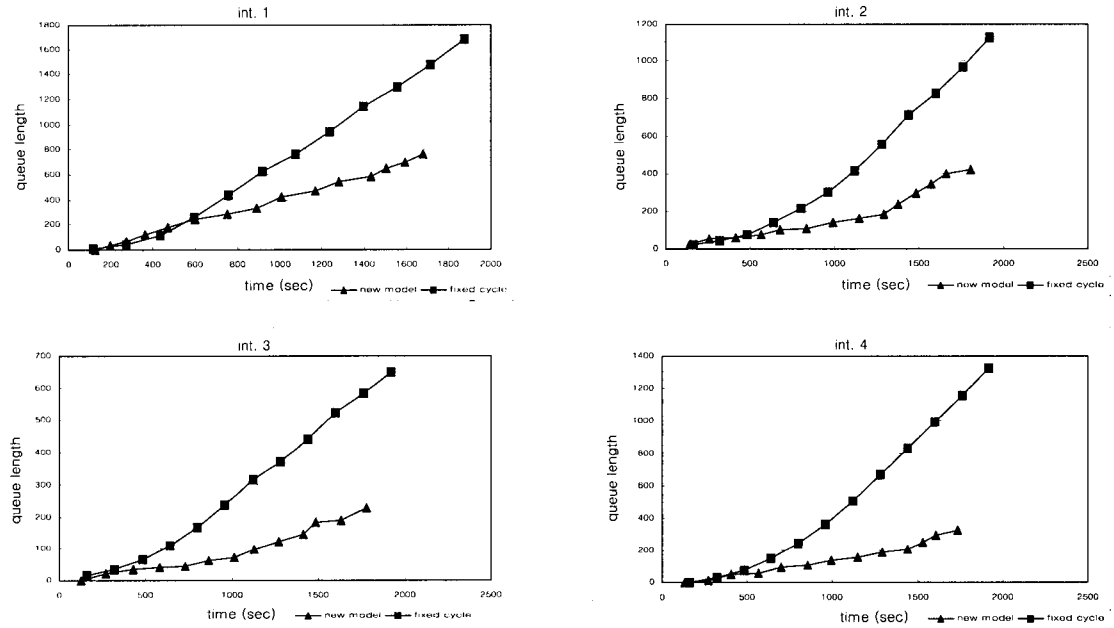 int. 1
1800
1600
1400
1200
1000
800
600
400
200
0
queue length
0 200 400 600 800 1000 1200 1400 1600 1800 2000
time (sec)
new model fixed cycle
int. 2
1200
1000
800
600
400
200
0
queue length
0 500 1000 1500 2000 2500
time (sec)
new model fixed cycle
int. 3
700
600
500
400
300
200
100
0
queue length
0 500 1000 1500 2000 2500
time (sec)
new model fixed cycle
int. 4
1400
1200
1000
800
600
400
200
0
queue length
0 500 1000 1500 2000 2500
time (sec)
new model fixed cycle